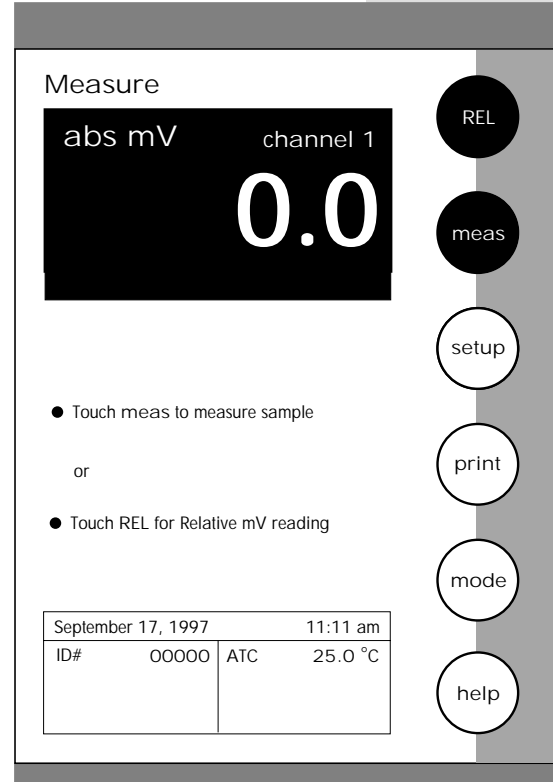 Measure
abs mV channel 1
0.0
● Touch meas to measure sample
or
● Touch REL for Relative mV reading
September 17, 1997 11:11 am
ID# 00000 ATC 25.0 °C
REL
meas
setup
print
mode
help